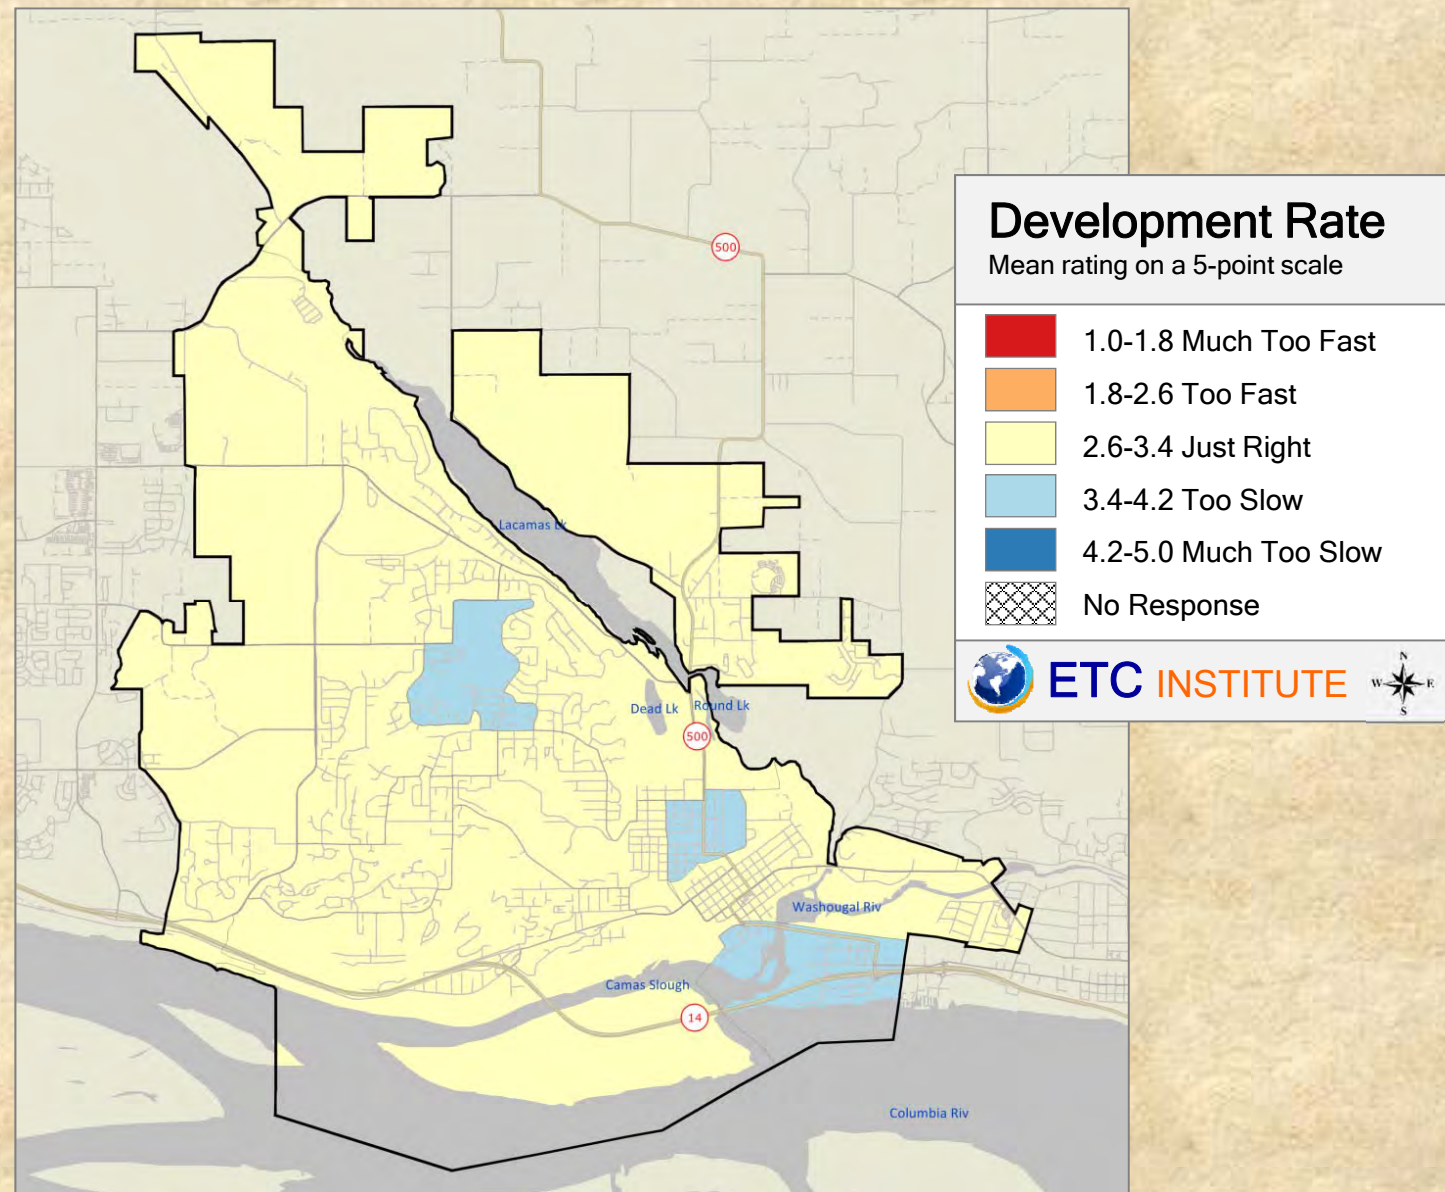 500
Development Rate
Mean rating on a 5-point scale
1.0-1.8 Much Too Fast
1.8-2.6 Too Fast
2.6-3.4 Just Right
3.4-4.2 Too Slow
4.2-5.0 Much Too Slow
No Response
ETC INSTITUTE
N
W E
S
Lacamas Lk
Dead Lk
Round Lk
500
Washougal Riv
Camas Slough
14
Columbia Riv